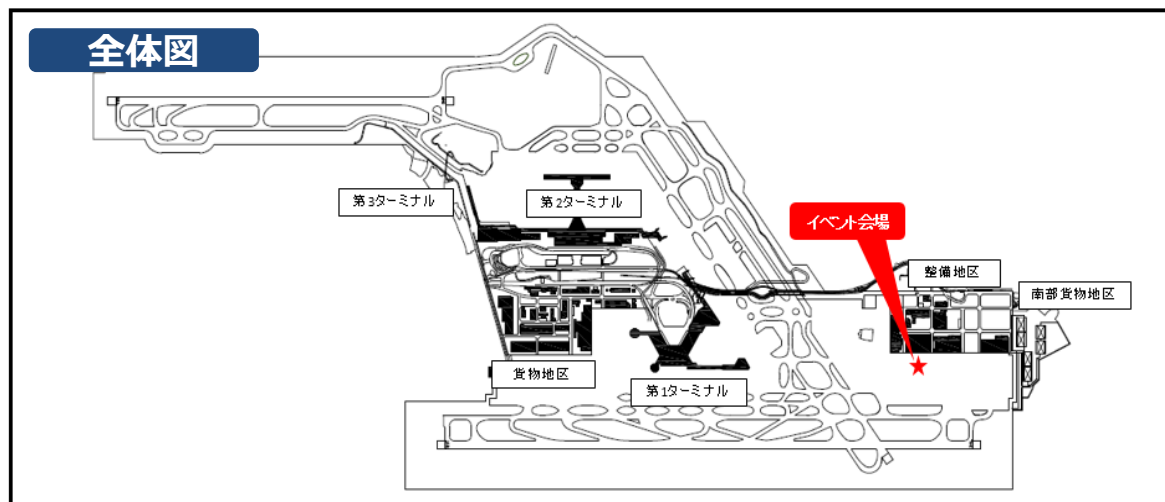 全体図
第3ターミナル
第2ターミナル
イベント会場
整備地区
南部貨物地区
貨物地区
第1ターミナル